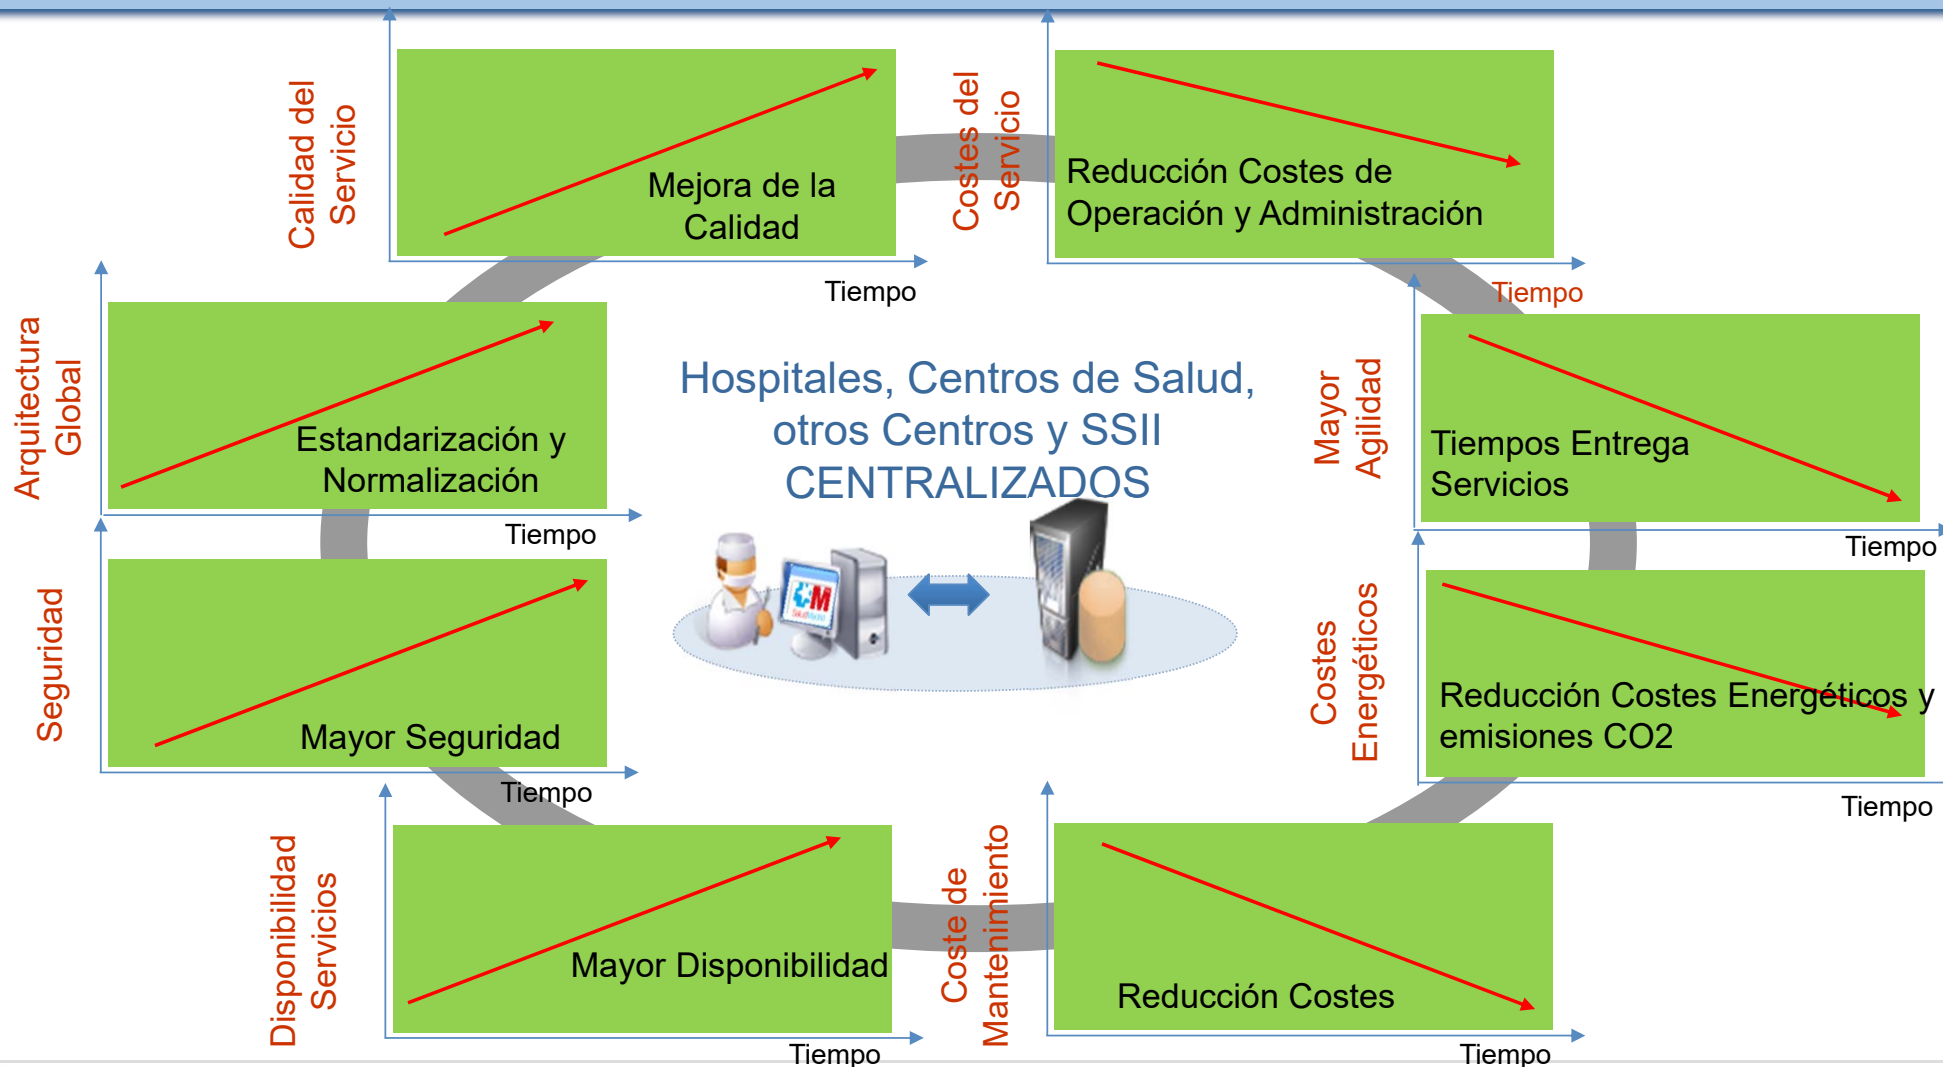 Calidad del
Servicio
Mejora de la
Calidad
Tiempo
Costes del
Servicio
Reducción Costes de
Operación y Administración
Tiempo
Arquitectura
Global
Estandarización y
Normalización
Tiempo
Hospitales, Centros de Salud,
otros Centros y SSII
CENTRALIZADOS
Mayor
Agilidad
Tiempos Entrega
Servicios
Tiempo
Seguridad
Mayor Seguridad
Tiempo
M
Costes
Energéticos
Reducción Costes Energéticos y
emisiones CO2
Tiempo
Disponibilidad
Servicios
Mayor Disponibilidad
Tiempo
Coste de
Mantenimiento
Reducción Costes
Tiempo